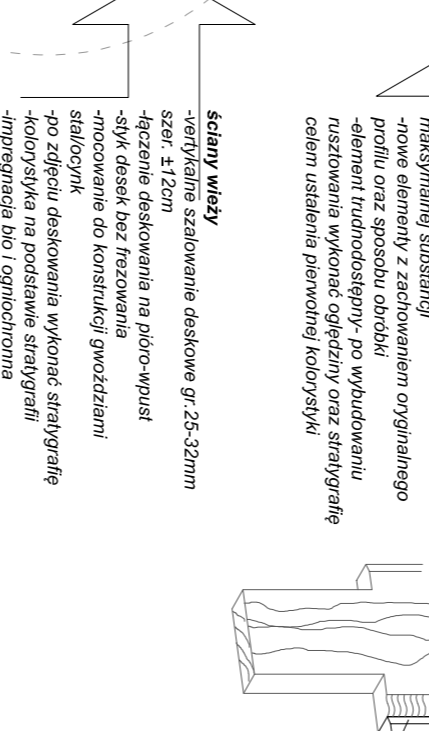 maksymalnej substancji
-nowe elementy z zachowaniem oryginalnego
profilu oraz sposobu obróbki
-element trudnodostępny- po wybudowaniu
rusztowania wykonać oględziny oraz stratygrafię
celem ustalenia pierwotnej kolorystyki
ściany wieży
-vertykalne szalowanie deskowe gr.25-32mm
szer. ±12cm
-łączenie deskowania na pióro-wpust
-styk desek bez frezowania
-mocowanie do konstrukcji gwoździami
stal/ocynk
-po zdjęciu deskowania wykonać stratygrafię
-kolorystyka na podstawie stratygrafii
-impregnacja bio i ogniochronna